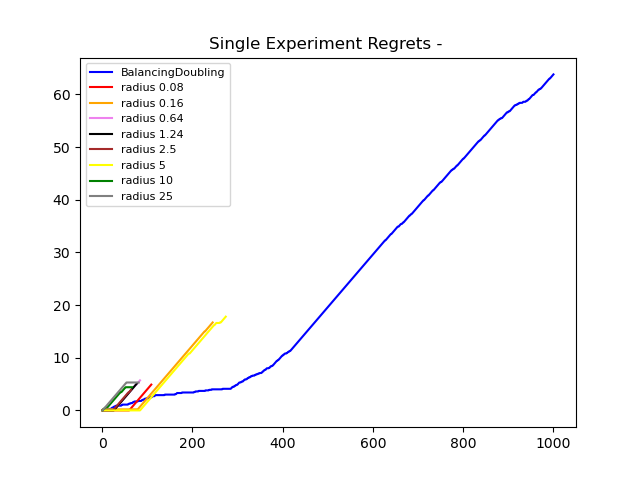 Single Experiment Regrets -
BalancingDoubling
radius 0.08
radius 0.16
radius 0.64
radius 1.24
radius 2.5
radius 5
radius 10
radius 25
60
50
40
30
20
10
0
0 200 400 600 800 1000